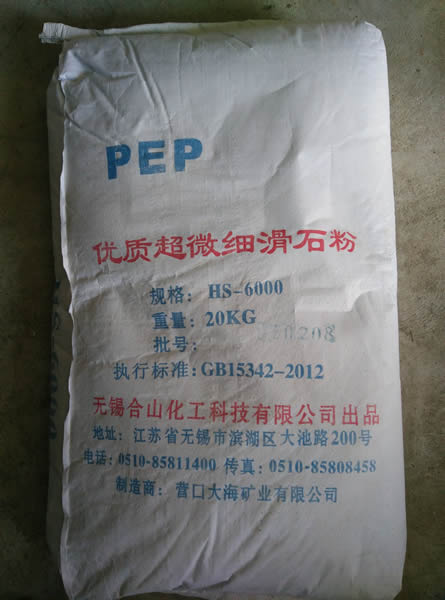 PEP
优质超微细滑石粉
规格: HS-6000
重量: 20KG
批号:
执行标准:GB15342-2012
无锡合山化工科技有限公司出品
地址: 江苏省无锡市滨湖区大池路200号
电话: 0510-85811400 传真: 0510-85808458
制造商: 营口大海矿业有限公司